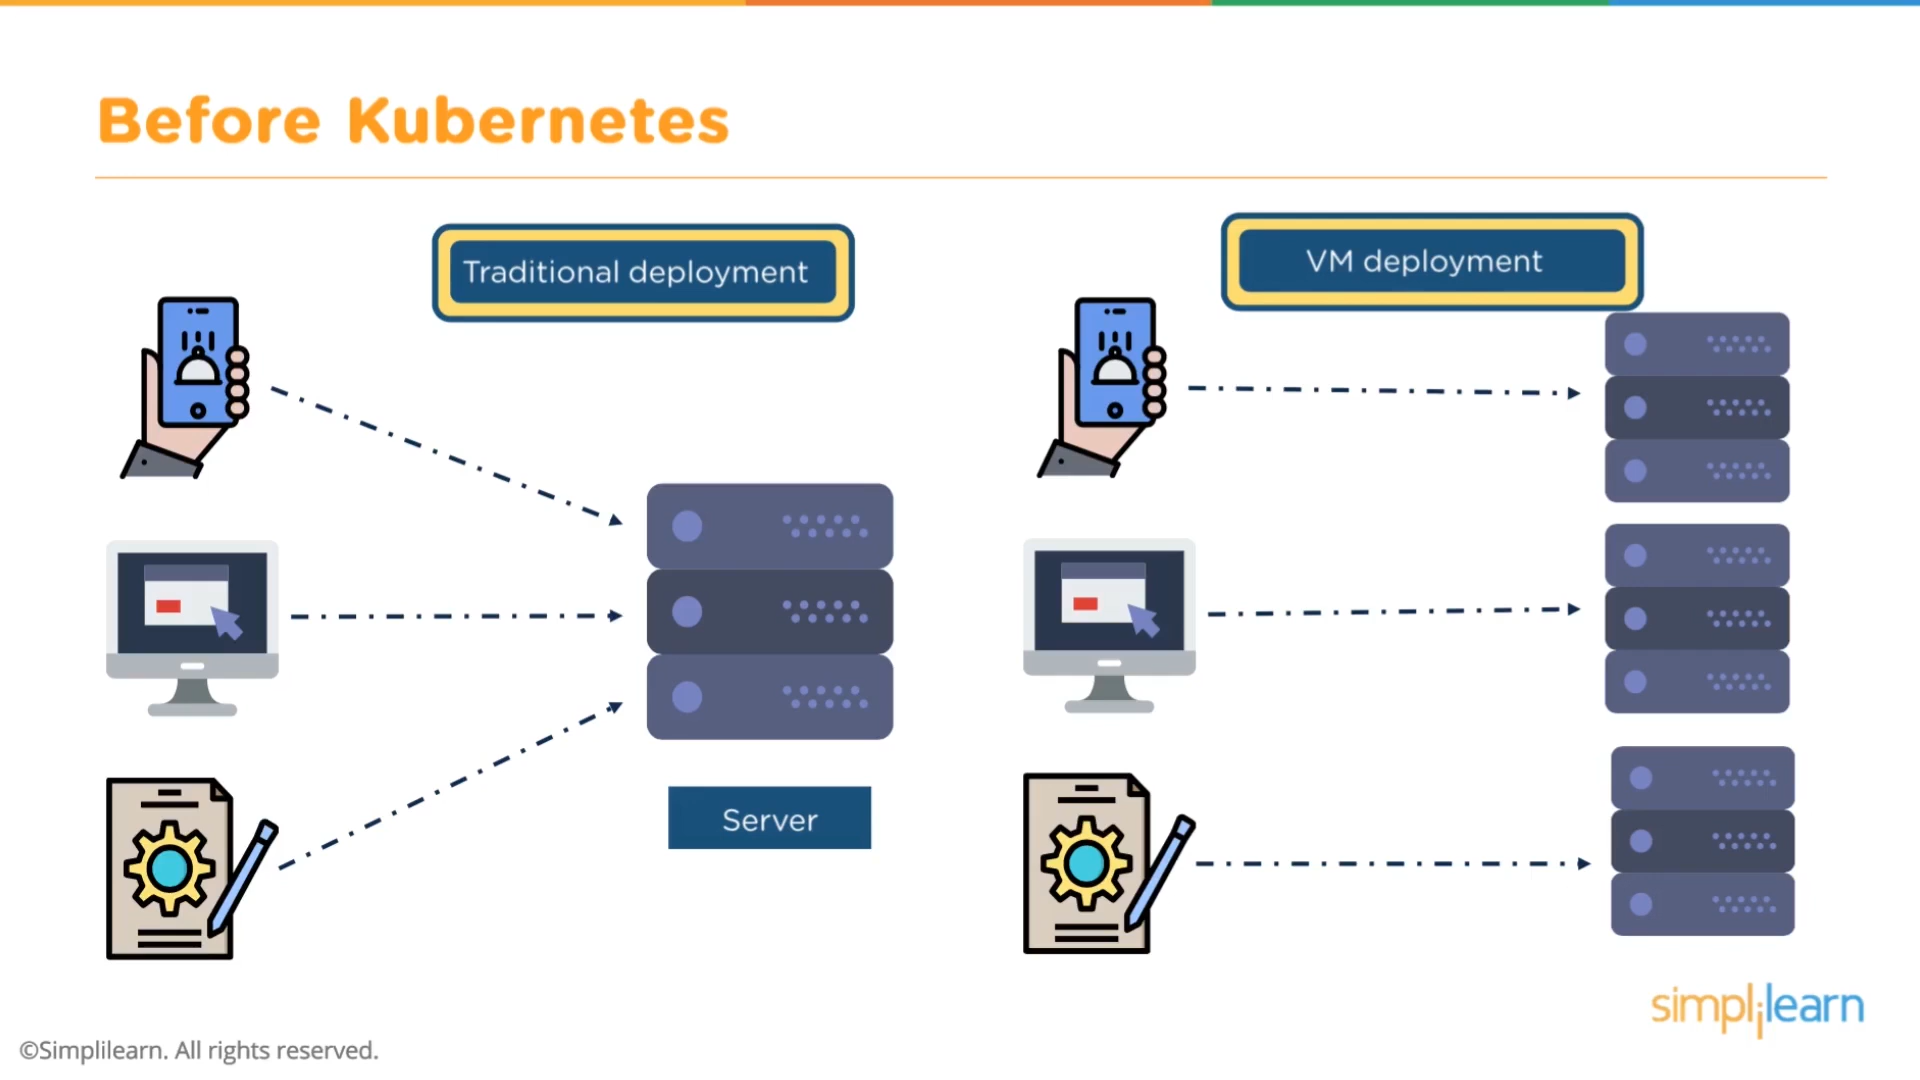 Before Kubernetes
Traditional deployment
VM deployment
Server
simplilearn
©Simplilearn. All rights reserved.